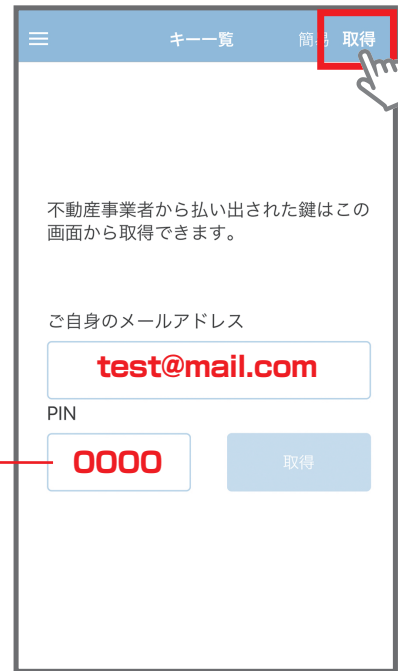 キー一覧 簡易 取得
不動産事業者から払い出された鍵はこの
画面から取得できます。
ご自身のメールアドレス
test@mail.com
PIN
0000 取得